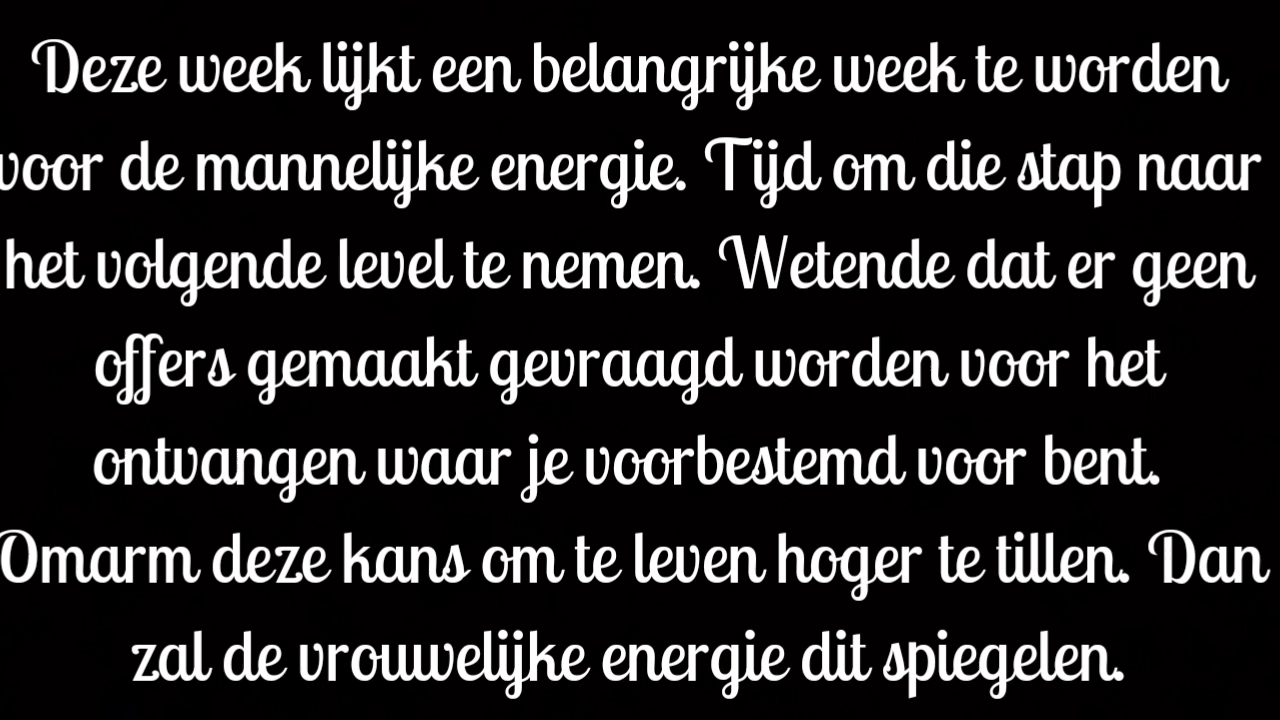 Deze week lijkt een belangrijke week te worden
voor de mannelijke energie. Tijd om die stap naar
het volgende level te nemen. Wetende dat er geen
offers gemaakt gevraagd worden voor het
ontvangen waar je voorbestemd voor bent.
Omarm deze kans om te leven hoger te tillen. Dan
zal de vrouwelijke energie dit spiegelen.